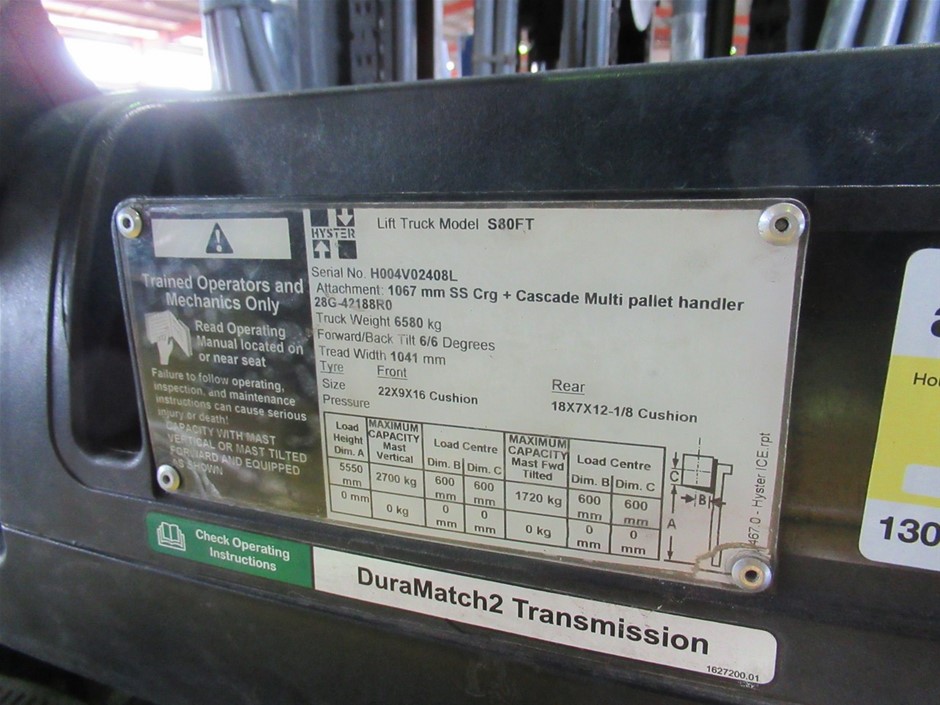 HYSTER
Lift Truck Model S80FT
Serial No. H004V02408L
Attachment: 1067 mm SS Crg + Cascade Multi pallet handler
28G-42188R0
Truck Weight 6580 kg
Forward/Back Tilt 6/6 Degrees
Tread Width 1041 mm
Tyre Front Rear
Size 22X9X16 Cushion 18X7X12-1/8 Cushion
Pressure
Load Height Dim. A
MAXIMUM CAPACITY Mast Vertical
Load Centre
Dim. B Dim. C
MAXIMUM CAPACITY Mast Fwd Tilted
Load Centre
Dim. B Dim. C
5550 mm 2700 kg 600 mm 600 mm 1720 kg 600 mm 600 mm
0 mm 0 kg 0 mm 0 mm 0 kg 0 mm 0 mm
C
B
A
467.0 - Hyster ICE.rpt
Trained Operators and
Mechanics Only
Read Operating
Manual located on
or near seat
Failure to follow operating,
inspection, and maintenance
instructions can cause serious
injury or death!
CAPACITY WITH MAST
VERTICAL OR MAST TILTED
FORWARD AND EQUIPPED
AS SHOWN
Check Operating
Instructions
DuraMatch2 Transmission
1627200.01
Hou
130